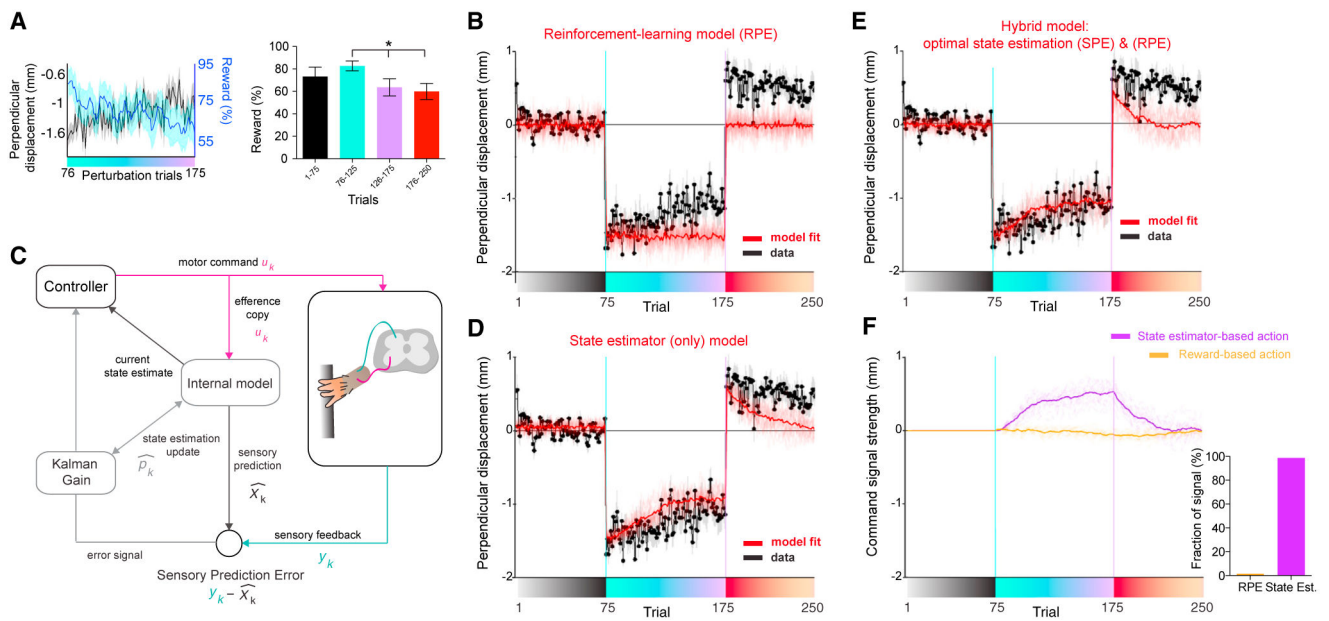 A
Perpendicular
displacement (mm)
-0.6
-1
-1.6
95
75
55
Reward (%)
76
Perturbation trials
175
Reward (%)
100
80
60
40
20
0
*
1-75
76-125
126-175
176-250
Trials
B
Reinforcement-learning model (RPE)
Perpendicular displacement (mm)
1
0
-1
-2
model fit
data
1
75
Trial
175
250
C
motor command uk
Controller
efference
copy
uk
current
state estimate
Internal model
state estimation
update
p̂k
sensory
prediction
X̂k
Kalman
Gain
error signal
sensory feedback
yk
Sensory Prediction Error
yk – X̂k
D
State estimator (only) model
Perpendicular displacement (mm)
1
0
-1
-2
model fit
data
1
75
Trial
175
250
E
Hybrid model:
optimal state estimation (SPE) & (RPE)
Perpendicular displacement (mm)
1
0
-1
-2
model fit
data
1
75
Trial
175
250
F
State estimator-based action
Reward-based action
Command signal strength (mm)
1
0
-1
-2
1
75
Trial
175
250
Fraction of signal (%)
100
80
60
40
20
0
RPE State Est.